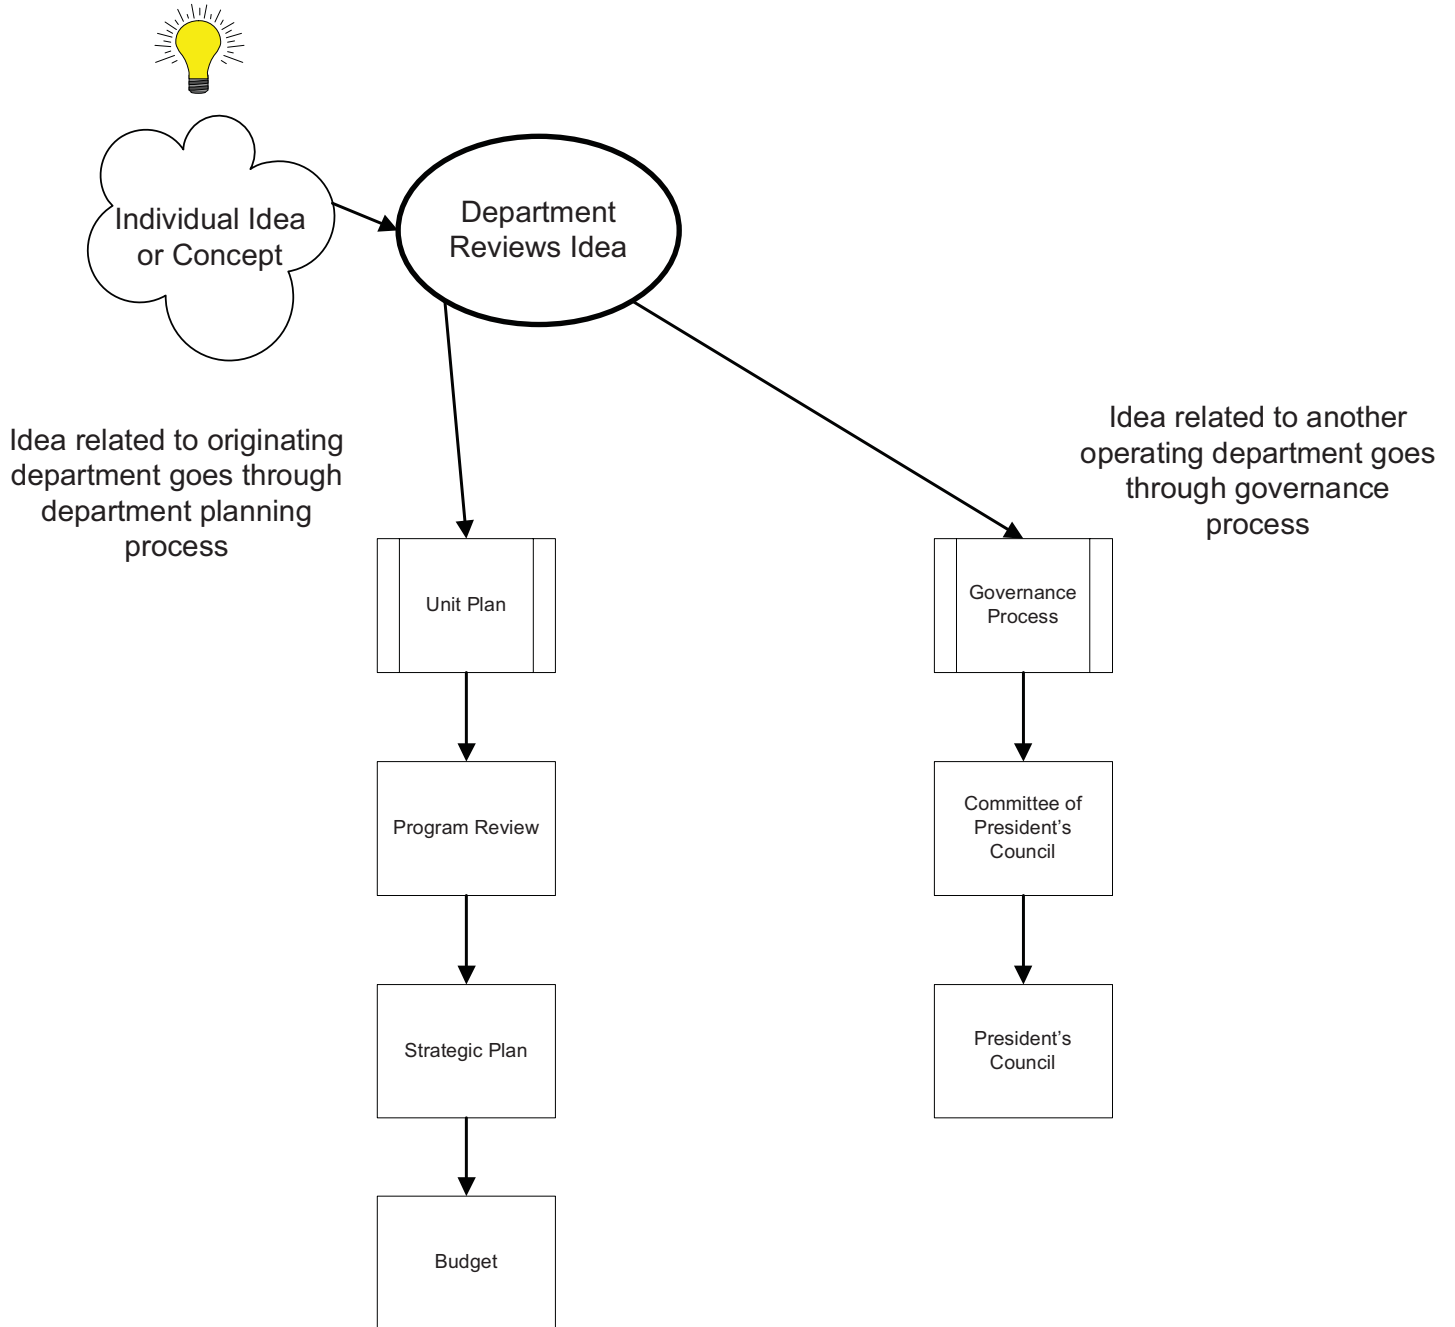 Individual Idea
or Concept
Department
Reviews Idea
Idea related to originating
department goes through
department planning
process
Idea related to another
operating department goes
through governance
process
Unit Plan
Governance
Process
Program Review
Committee of
President’s
Council
Strategic Plan
President’s
Council
Budget